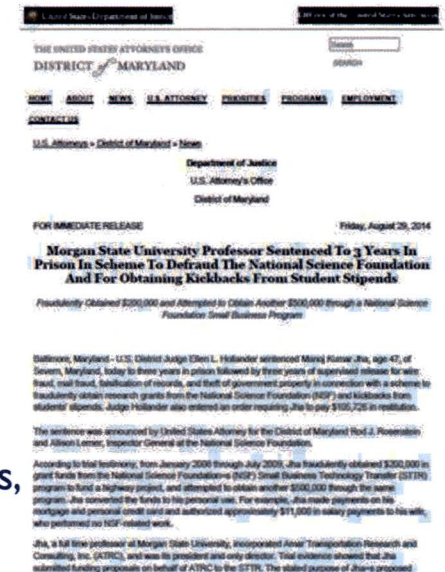 United States Department of Justice
THE UNITED STATES ATTORNEY'S OFFICE
DISTRICT of MARYLAND
Search
SEARCH
HOME ABOUT NEWS U.S. ATTORNEY PRIORITIES PROGRAMS EMPLOYMENT
CONTACT US
U.S. Attorneys » District of Maryland » News
Department of Justice
U.S. Attorney's Office
District of Maryland
FOR IMMEDIATE RELEASE
Friday, August 29, 2014
Morgan State University Professor Sentenced To 3 Years In
Prison In Scheme To Defraud The National Science Foundation
And For Obtaining Kickbacks From Student Stipends
Fraudulently Obtained $200,000 and Attempted to Obtain Another $500,000 through a National Science
Foundation Small Business Program
Baltimore, Maryland – U.S. District Judge Ellen L. Hollander sentenced Manoj Kumar Jha, age 47, of
Severn, Maryland, today to three years in prison followed by three years of supervised release for wire
fraud, mail fraud, falsification of records, and theft of government property in connection with a scheme to
fraudulently obtain research grants from the National Science Foundation (NSF) and kickbacks from
student stipends. Judge Hollander also entered an order requiring Jha to pay $105,726 in restitution.
The sentence was announced by United States Attorney for the District of Maryland Rod J. Rosenstein
and Allison Lerner, Inspector General at the National Science Foundation.
s,
According to trial testimony, from January 2000 through July 2009, Jha fraudulently obtained $200,000 in
grant funds from the National Science Foundation's (NSF) Small Business Technology Transfer (STTR)
program to fund a highway project, and attempted to obtain another $500,000 through the same
program. Jha converted the funds to his personal use. For example, Jha made payments on his
mortgage and personal credit card and authorized approximately $11,000 in salary payments to his wife,
who performed no NSF-related work.
Jha, a full time professor at Morgan State University, incorporated Amar Transportation Research and
Consulting, Inc. (ATRC), and was its president and only director. Trial evidence showed that Jha
submitted funding proposals on behalf of ATRC to the STTR. The stated purpose of Jha's proposed